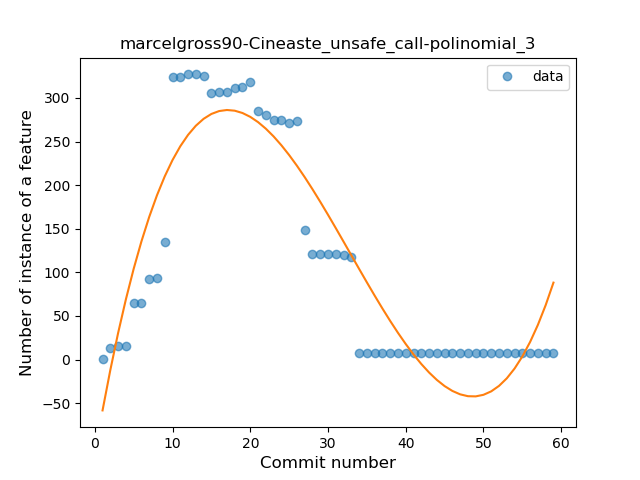 marcelgross90-Cineaste_unsafe_call-polinomial_3
data
Number of instance of a feature
300
250
200
150
100
50
0
−50
0 10 20 30 40 50 60
Commit number